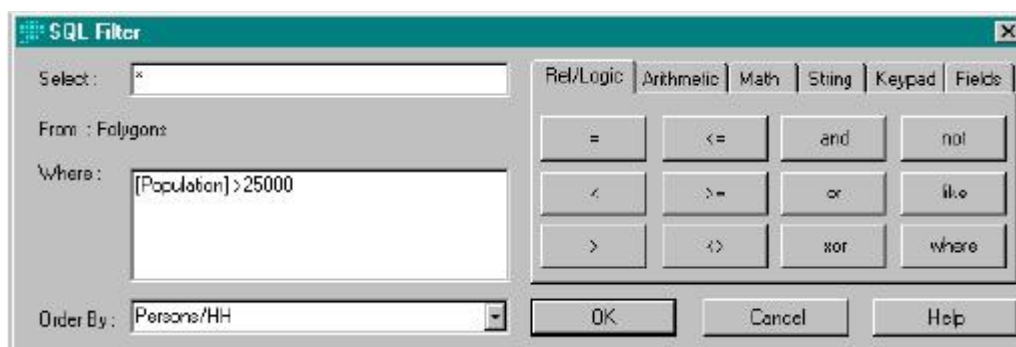 SQL Filter
Select : *
From : Polygons
Where : [Population] >25000
Order By : Persons/HH
Rel/Logic Arithmetic Math String Keypad Fields
= <= and not
< >= or like
> <> xor where
OK Cancel Help